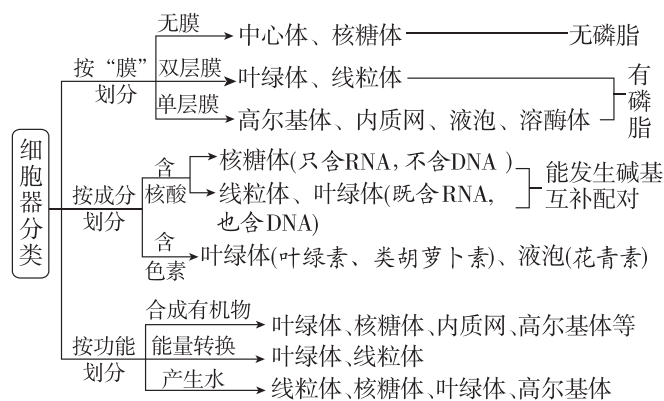 细胞器分类
按“膜”
划分
无膜
中心体、核糖体
无磷脂
双层膜
叶绿体、线粒体
单层膜
高尔基体、内质网、液泡、溶酶体
有磷脂
按成分
划分
含
核酸
核糖体(只含RNA,不含DNA)
线粒体、叶绿体(既含RNA,
也含DNA)
能发生碱基
互补配对
含
色素
叶绿体(叶绿素、类胡萝卜素)、液泡(花青素)
按功能
划分
合成有机物
叶绿体、核糖体、内质网、高尔基体等
能量转换
叶绿体、线粒体
产生水
线粒体、核糖体、叶绿体、高尔基体